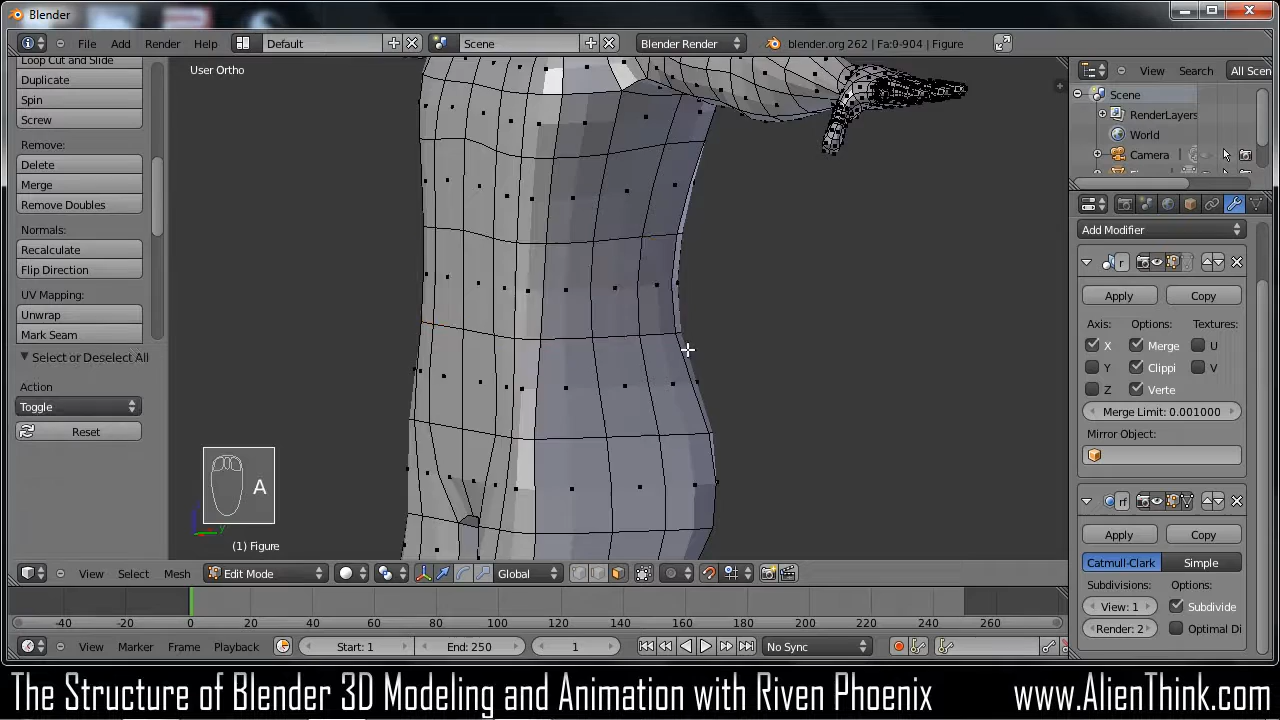 Blender
File Add Render Help Default Scene Blender Render blender.org 262 | Fa:0-904 | Figure
Loop Cut and Slide
Duplicate
Spin
Screw
Remove:
Delete
Merge
Remove Doubles
Normals:
Recalculate
Flip Direction
UV Mapping:
Unwrap
Mark Seam
Select or Deselect All
Action
Toggle
Reset
User Ortho
A
z
y
(1) Figure
View Search All Scen
Scene
RenderLayers
World
Camera
Add Modifier
r
Apply Copy
Axis: Options: Textures:
X Merge U
Y Clippi V
Z Verte
Merge Limit: 0.001000
Mirror Object:
rf
Apply Copy
Catmull-Clark Simple
Subdivisions: Options:
View: 1 Subdivide
Render: 2 Optimal Di
View Select Mesh Edit Mode Global
-40 -20 0 20 40 60 80 100 120 140 160 180 200 220 240 260
View Marker Frame Playback Start: 1 End: 250 1 No Sync
The Structure of Blender 3D Modeling and Animation with Riven Phoenix www.AlienThink.com